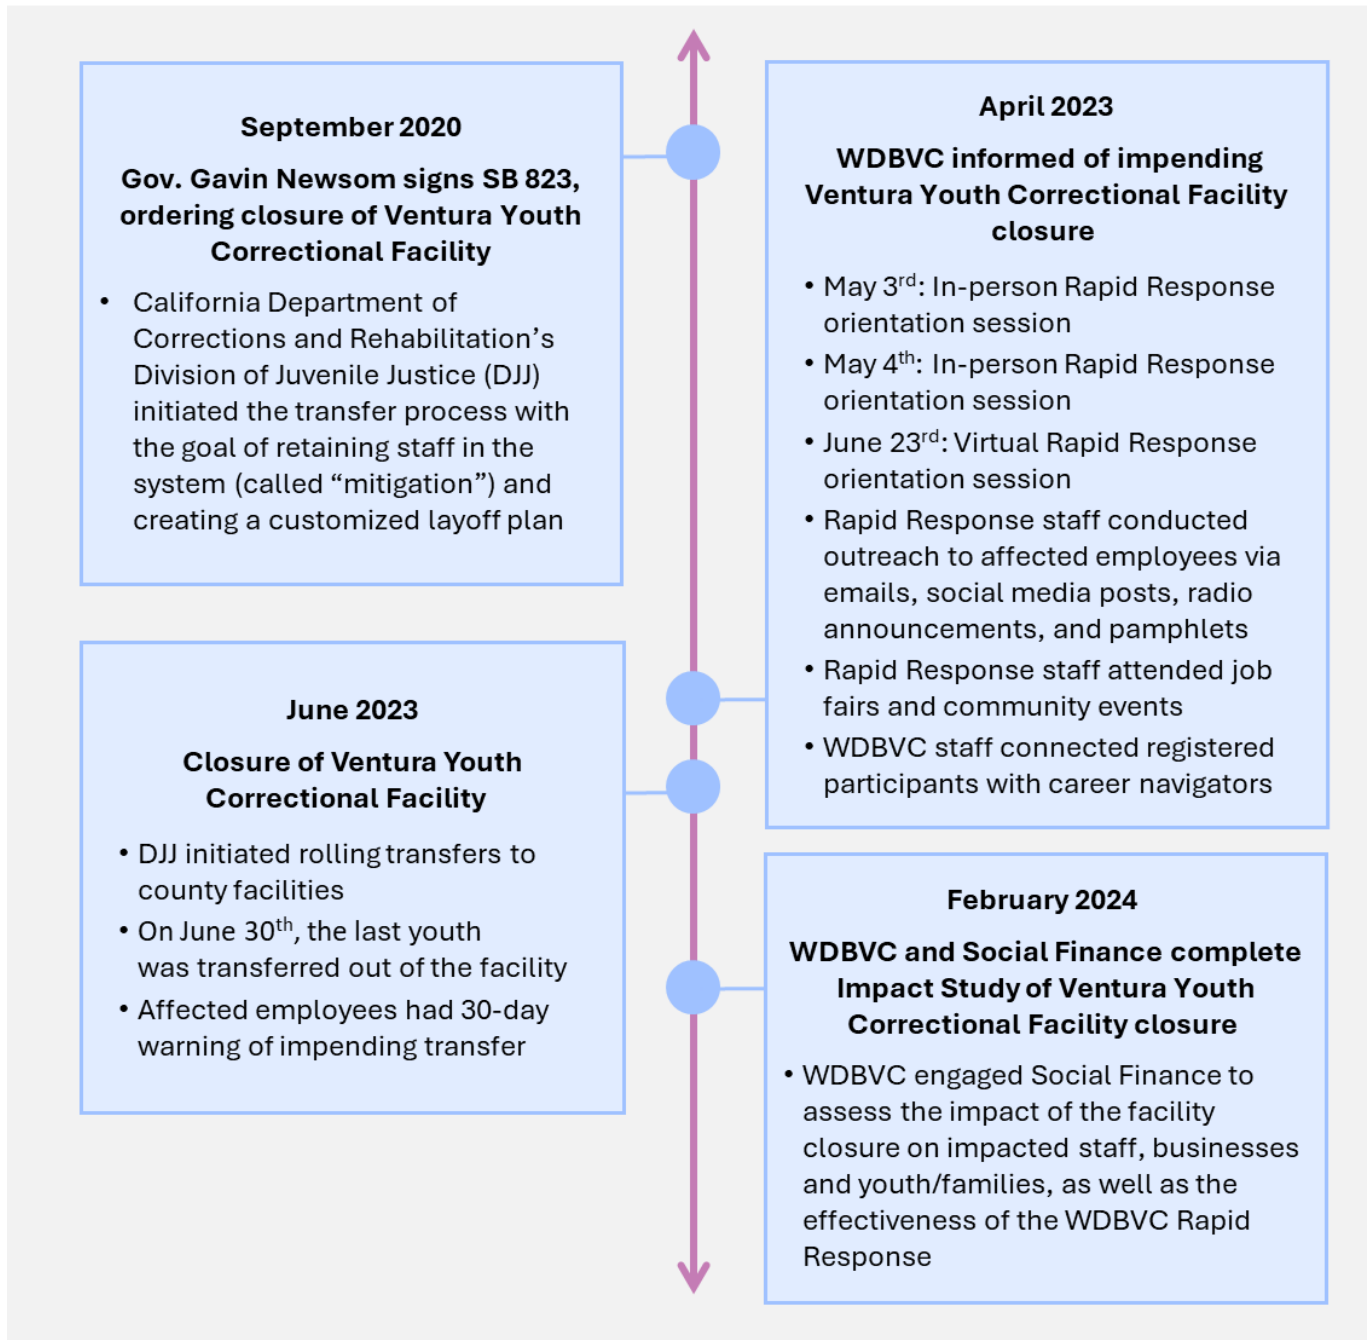 September 2020
Gov. Gavin Newsom signs SB 823,
ordering closure of Ventura Youth
Correctional Facility
• California Department of
Corrections and Rehabilitation’s
Division of Juvenile Justice (DJJ)
initiated the transfer process with
the goal of retaining staff in the
system (called “mitigation”) and
creating a customized layoff plan
April 2023
WDBVC informed of impending
Ventura Youth Correctional Facility
closure
• May 3rd: In-person Rapid Response
orientation session
• May 4th: In-person Rapid Response
orientation session
• June 23rd: Virtual Rapid Response
orientation session
• Rapid Response staff conducted
outreach to affected employees via
emails, social media posts, radio
announcements, and pamphlets
• Rapid Response staff attended job
fairs and community events
• WDBVC staff connected registered
participants with career navigators
June 2023
Closure of Ventura Youth
Correctional Facility
• DJJ initiated rolling transfers to
county facilities
• On June 30th, the last youth
was transferred out of the facility
• Affected employees had 30-day
warning of impending transfer
February 2024
WDBVC and Social Finance complete
Impact Study of Ventura Youth
Correctional Facility closure
• WDBVC engaged Social Finance to
assess the impact of the facility
closure on impacted staff, businesses
and youth/families, as well as the
effectiveness of the WDBVC Rapid
Response